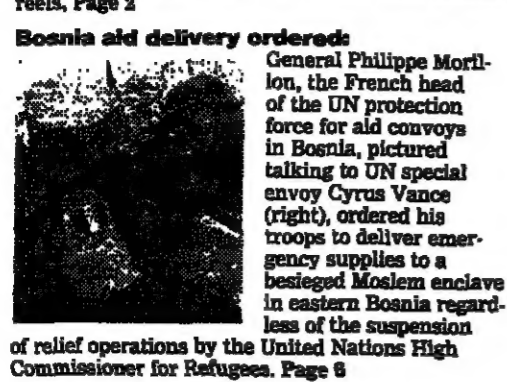 reels, Page 2
Bosnia aid delivery ordered:
General Philippe Moril-
lon, the French head
of the UN protection
force for aid convoys
in Bosnia, pictured
talking to UN special
envoy Cyrus Vance
(right), ordered his
troops to deliver emer-
gency supplies to a
besieged Moslem enclave
in eastern Bosnia regard-
less of the suspension
of relief operations by the United Nations High
Commissioner for Refugees. Page 6